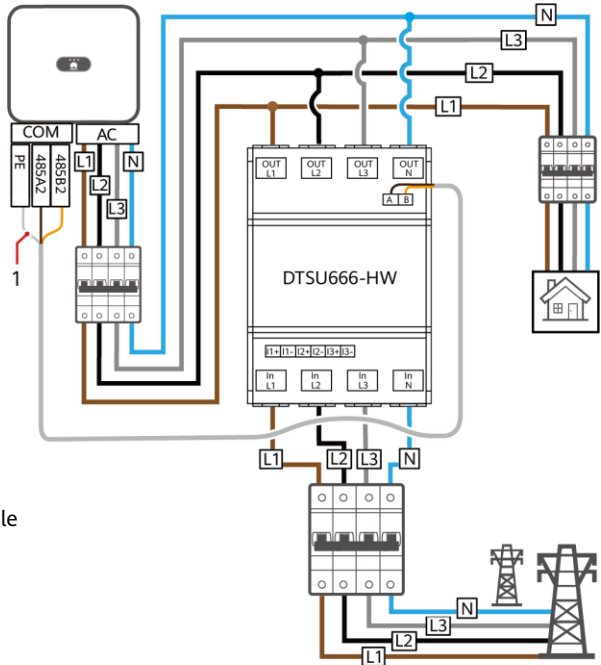 N
L3
L2
L1
COM
AC
PE
485A2
485B2
L1
N
L2
L3
1
OUT L1
OUT L2
OUT L3
OUT N
A B
DTSU666-HW
I1+ I1- I2+ I2- I3+ I3-
In L1
In L2
In L3
In N
L1
L2
L3
N
le
N
L3
L2
L1